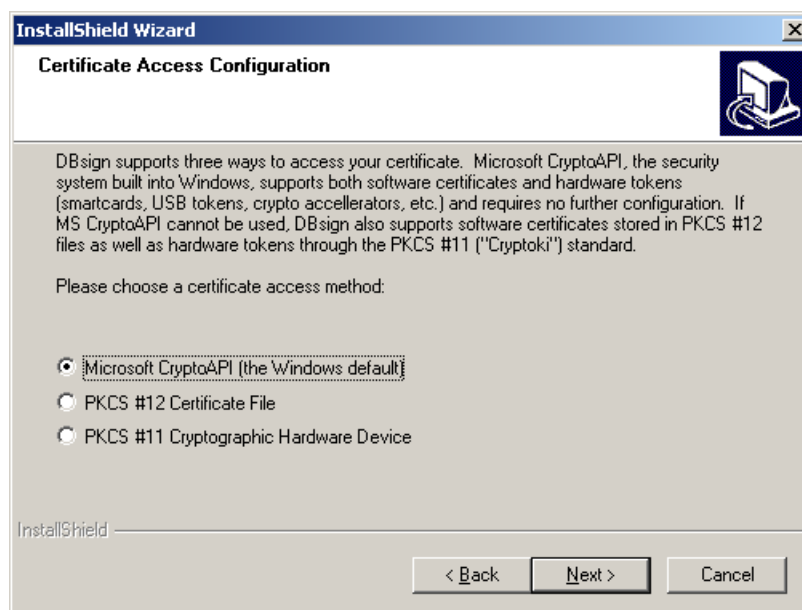 InstallShield Wizard
Certificate Access Configuration
DBsign supports three ways to access your certificate. Microsoft CryptoAPI, the security
system built into Windows, supports both software certificates and hardware tokens
(smartcards, USB tokens, crypto accellerators, etc.) and requires no further configuration. If
MS CryptoAPI cannot be used, DBsign also supports software certificates stored in PKCS #12
files as well as hardware tokens through the PKCS #11 ("Cryptoki") standard.
Please choose a certificate access method:
Microsoft CryptoAPI (the Windows default)
PKCS #12 Certificate File
PKCS #11 Cryptographic Hardware Device
InstallShield
< Back Next > Cancel